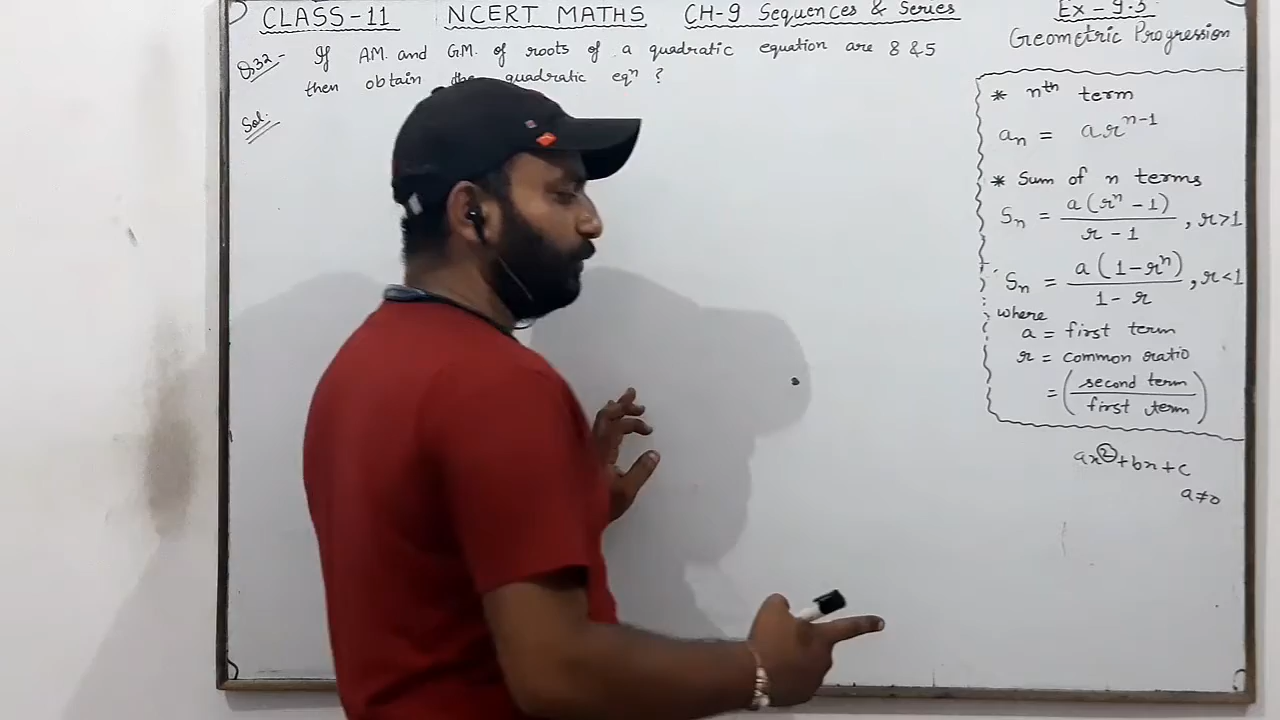 CLASS-11 NCERT MATHS CH-9 Sequences & Series Ex-9.3
Geometric Progression
Q.32- If A.M. and G.M. of roots of a quadratic equation are 8 & 5
then obtain the quadratic eqⁿ ?
Sol:
* nth term
aₙ = arⁿ⁻¹
* Sum of n terms
Sₙ = a(rⁿ - 1) / r - 1 , r>1
Sₙ = a(1-rⁿ) / 1 - r , r<1
where
a = first term
r = common ratio
= (second term / first term)
ax²+bx+c
a≠0